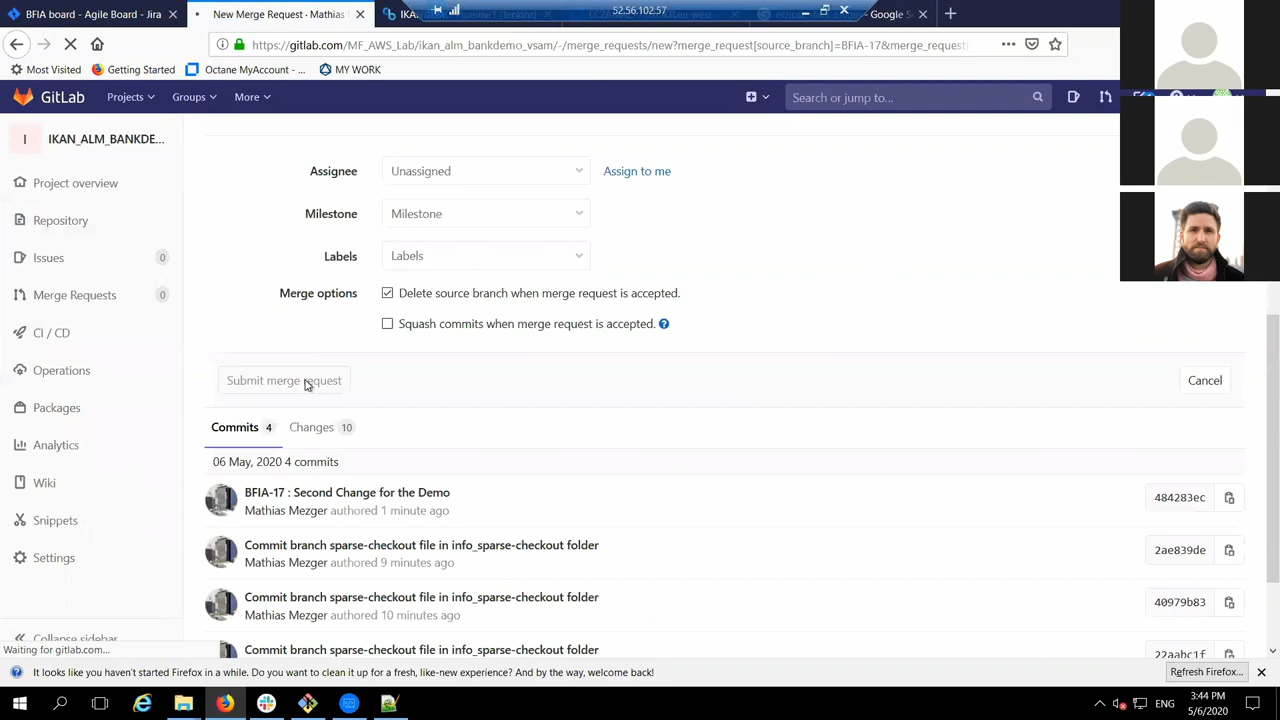 52.56.102.57
BFIA board - Agile Board - Jira
New Merge Request · Mathias
Google S
https://gitlab.com/MF_AWS_Lab/ikan_alm_bankdemo_vsam/-/merge_requests/new?merge_request[source_branch]=BFIA-17&merge_request
Most Visited
Getting Started
Octane MyAccount - ...
MY WORK
GitLab
Projects
Groups
More
Search or jump to...
I
IKAN_ALM_BANKDE...
Project overview
Repository
Issues
0
Merge Requests
0
CI / CD
Operations
Packages
Analytics
Wiki
Snippets
Settings
Collapse sidebar
Assignee
Unassigned
Assign to me
Milestone
Milestone
Labels
Labels
Merge options
Delete source branch when merge request is accepted.
Squash commits when merge request is accepted.
Submit merge request
Cancel
Commits 4
Changes 10
06 May, 2020 4 commits
BFIA-17 : Second Change for the Demo
Mathias Mezger authored 1 minute ago
484283ec
Commit branch sparse-checkout file in info_sparse-checkout folder
Mathias Mezger authored 9 minutes ago
2ae839de
Commit branch sparse-checkout file in info_sparse-checkout folder
Mathias Mezger authored 10 minutes ago
40979b83
Commit branch sparse-checkout file in info_sparse-checkout folder
22aabc1f
Waiting for gitlab.com...
It looks like you haven't started Firefox in a while. Do you want to clean it up for a fresh, like-new experience? And by the way, welcome back!
Refresh Firefox...
ENG
3:44 PM
5/6/2020